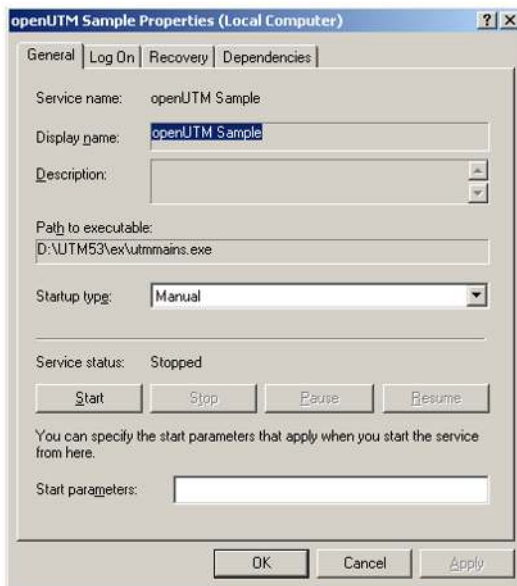 openUTM Sample Properties (Local Computer)
General Log On Recovery Dependencies
Service name: openUTM Sample
Display name: openUTM Sample
Description:
Path to executable:
D:\UTM53\ex\utmmains.exe
Startup type: Manual
Service status: Stopped
Start Stop Pause Resume
You can specify the start parameters that apply when you start the service
from here.
Start parameters:
OK Cancel Apply